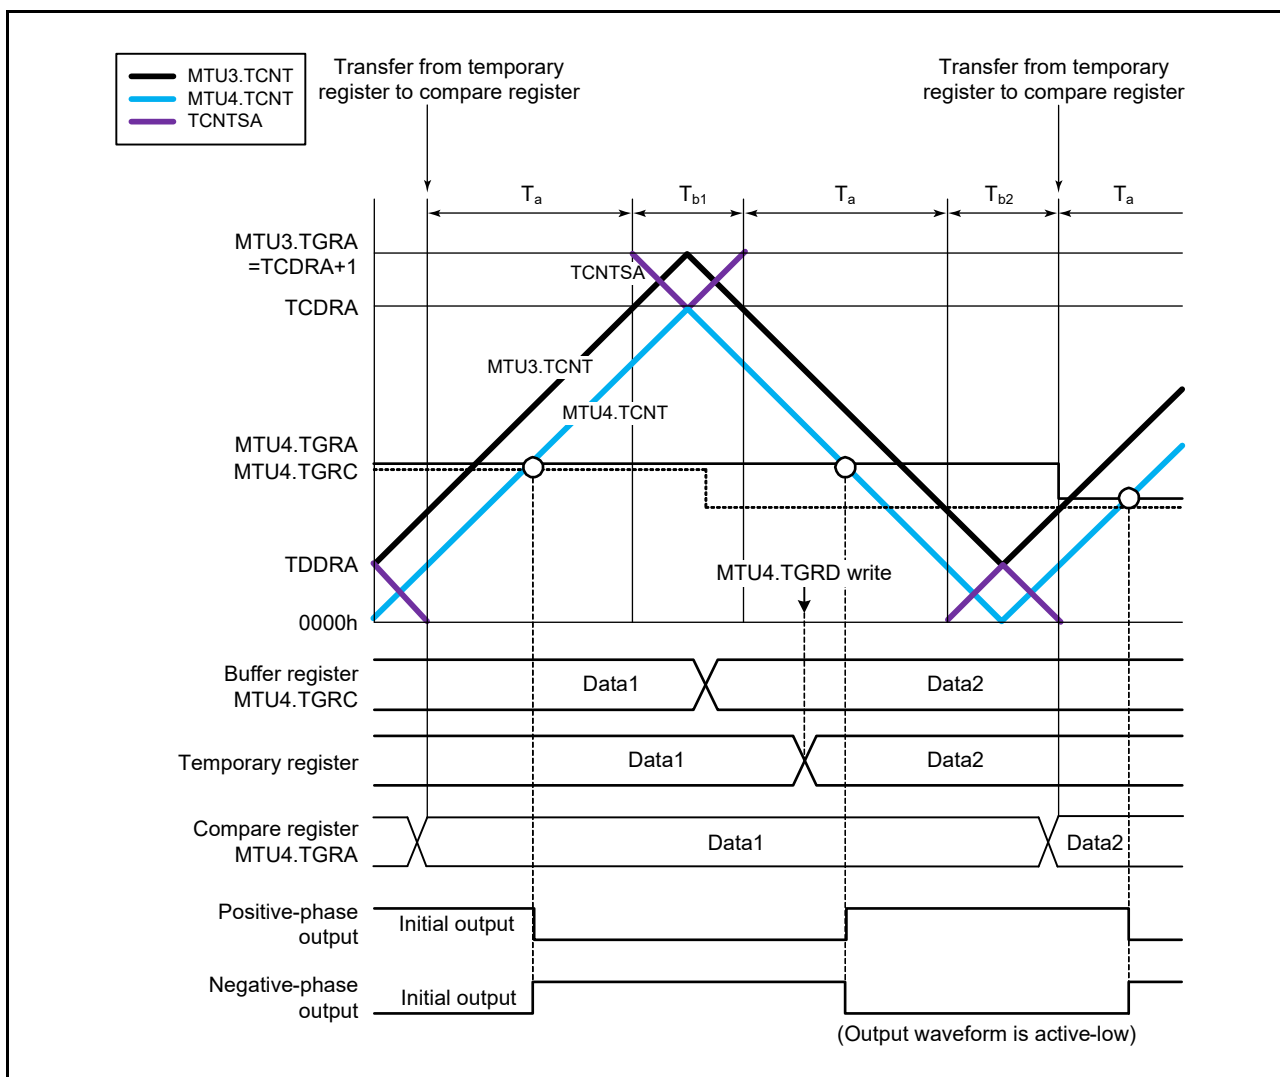 MTU3.TCNT
MTU4.TCNT
TCNTSA
Transfer from temporary
register to compare register
Transfer from temporary
register to compare register
Ta
Tb1
Ta
Tb2
Ta
MTU3.TGRA
=TCDRA+1
TCNTSA
TCDRA
MTU3.TCNT
MTU4.TCNT
MTU4.TGRA
MTU4.TGRC
TDDRA
MTU4.TGRD write
0000h
Buffer register
MTU4.TGRC
Data1
Data2
Temporary register
Data1
Data2
Compare register
MTU4.TGRA
Data1
Data2
Positive-phase
output
Initial output
Negative-phase
output
Initial output
(Output waveform is active-low)